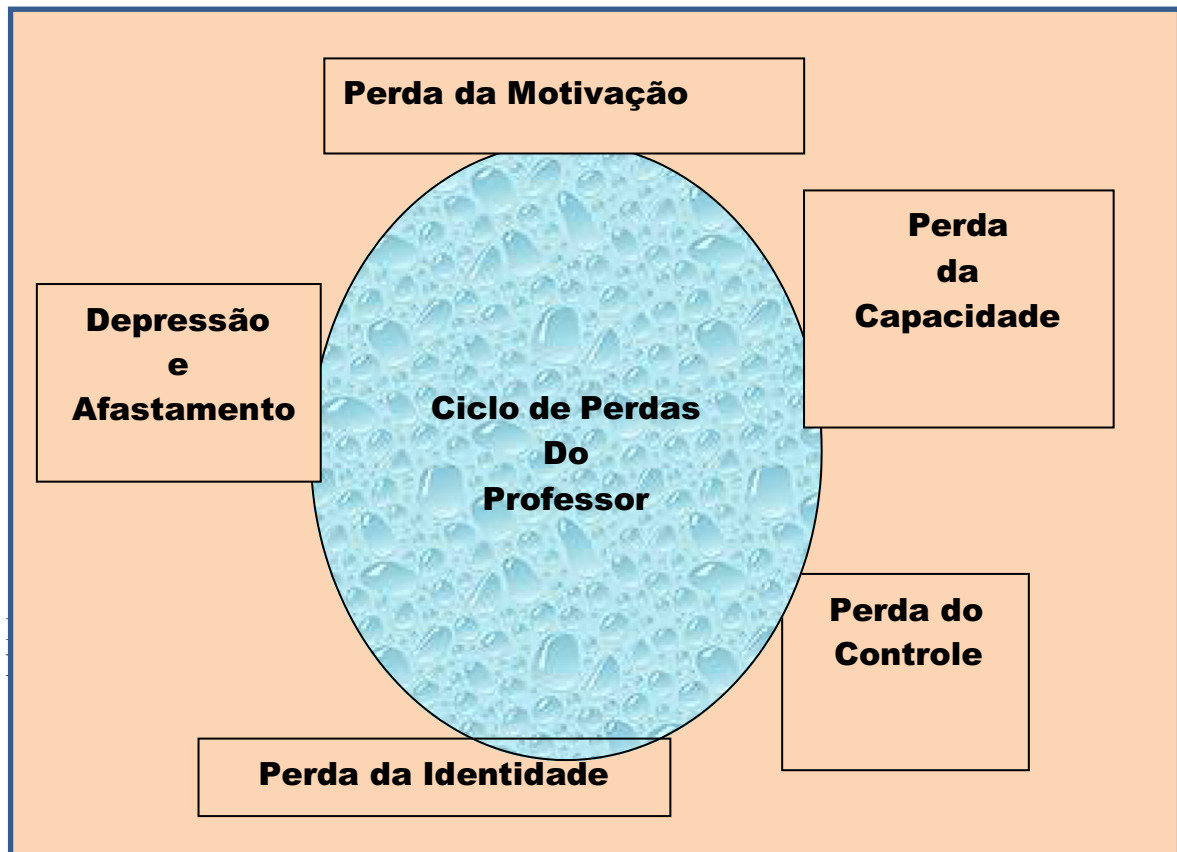 Perda da Motivação
Perda
da
Capacidade
Depressão
e
Afastamento
Ciclo de Perdas
Do
Professor
Perda do
Controle
Perda da Identidade